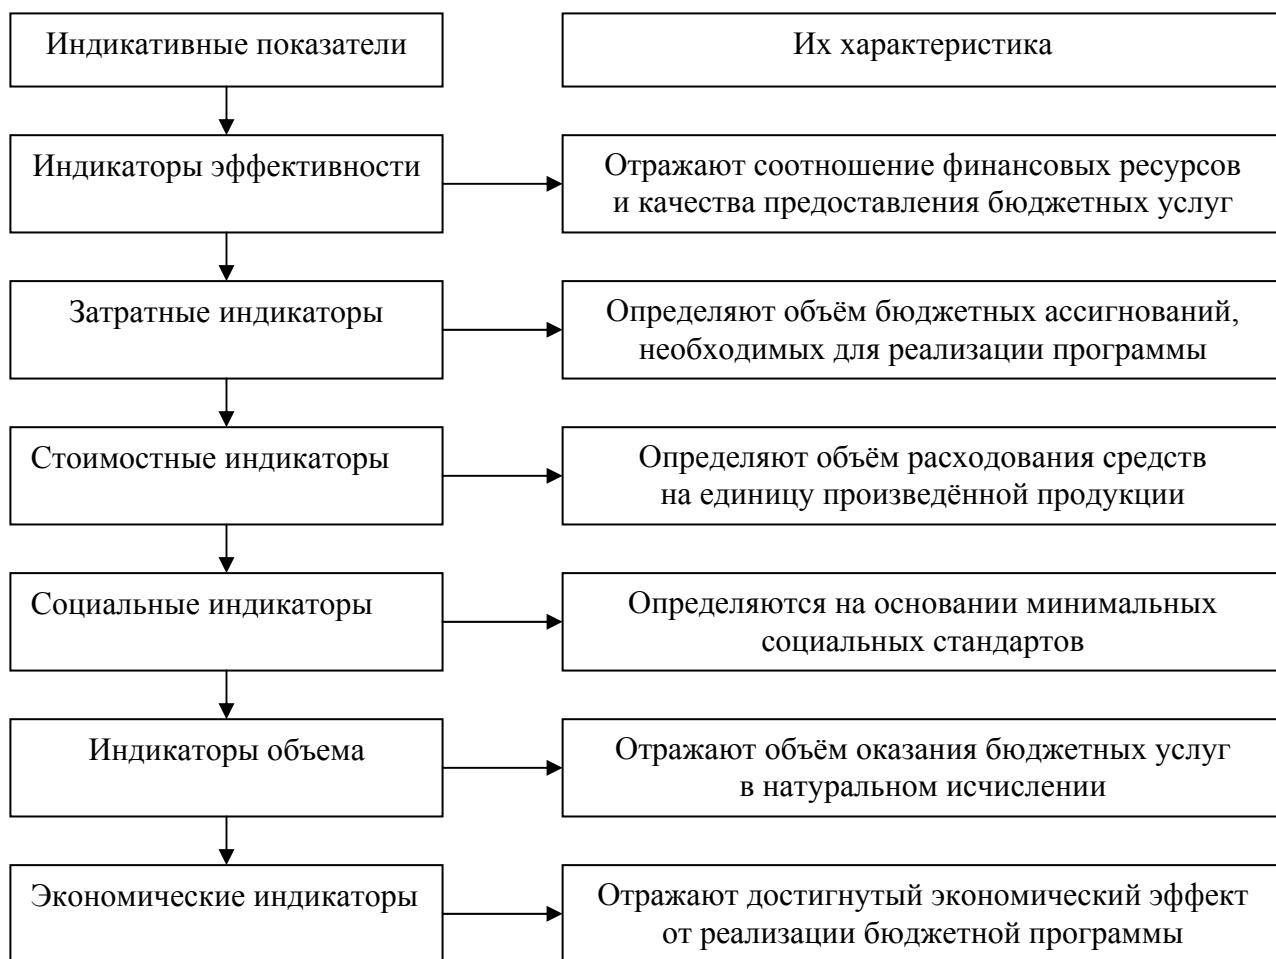 Индикативные показатели
Их характеристика
Индикаторы эффективности
Отражают соотношение финансовых ресурсов
и качества предоставления бюджетных услуг
Затратные индикаторы
Определяют объём бюджетных ассигнований,
необходимых для реализации программы
Стоимостные индикаторы
Определяют объём расходования средств
на единицу произведённой продукции
Социальные индикаторы
Определяются на основании минимальных
социальных стандартов
Индикаторы объема
Отражают объём оказания бюджетных услуг
в натуральном исчислении
Экономические индикаторы
Отражают достигнутый экономический эффект
от реализации бюджетной программы